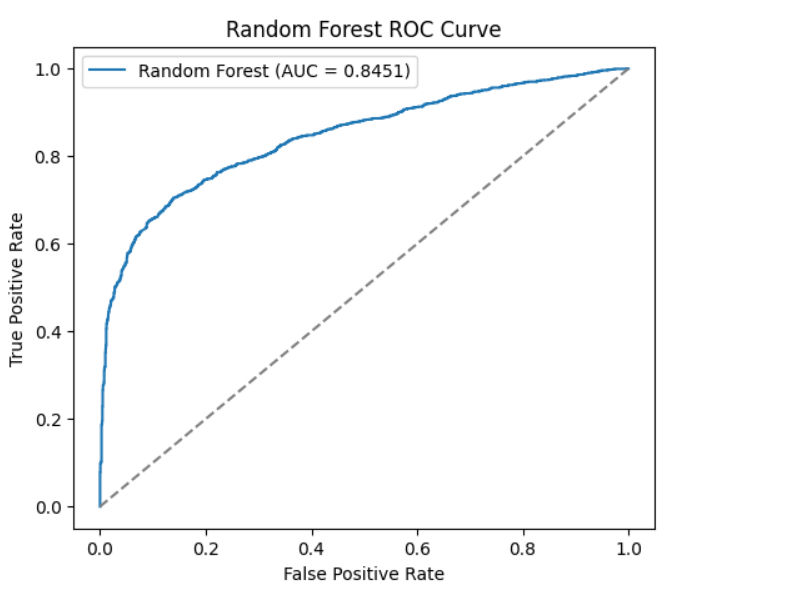 Random Forest ROC Curve
Random Forest (AUC = 0.8451)
True Positive Rate
1.0
0.8
0.6
0.4
0.2
0.0
0.0 0.2 0.4 0.6 0.8 1.0
False Positive Rate